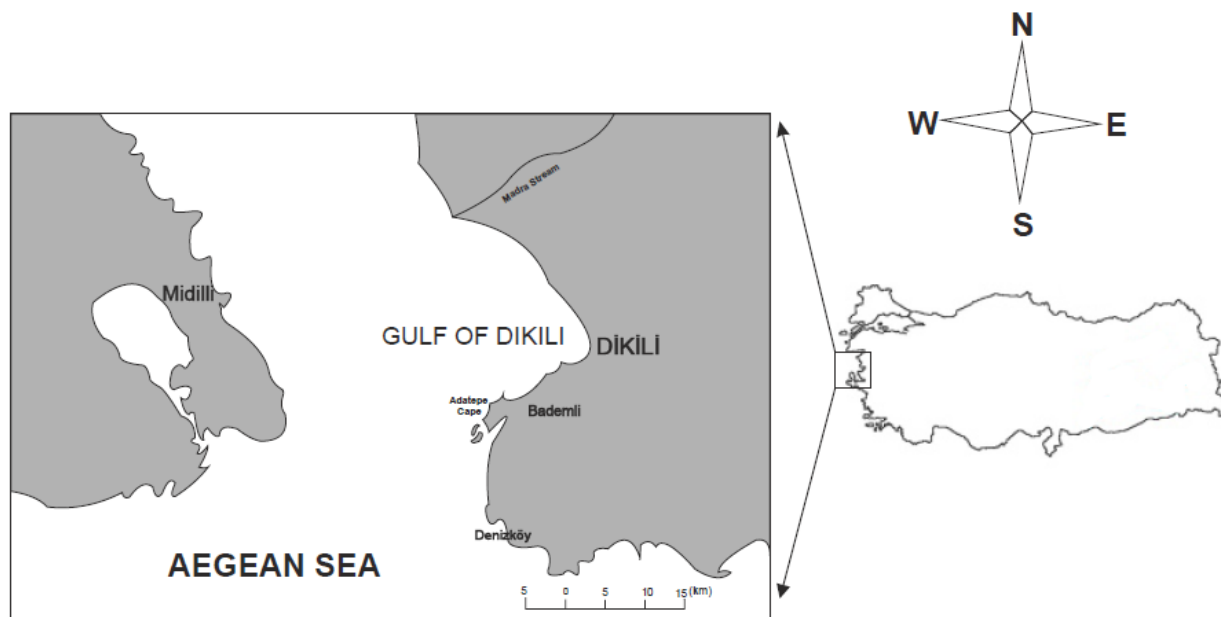 N
W
E
S
Madra Stream
Midilli
GULF OF DIKILI
DİKİLİ
Adatepe
Cape
Bademli
Denizköy
AEGEAN SEA
5 0 5 10 15 (km)